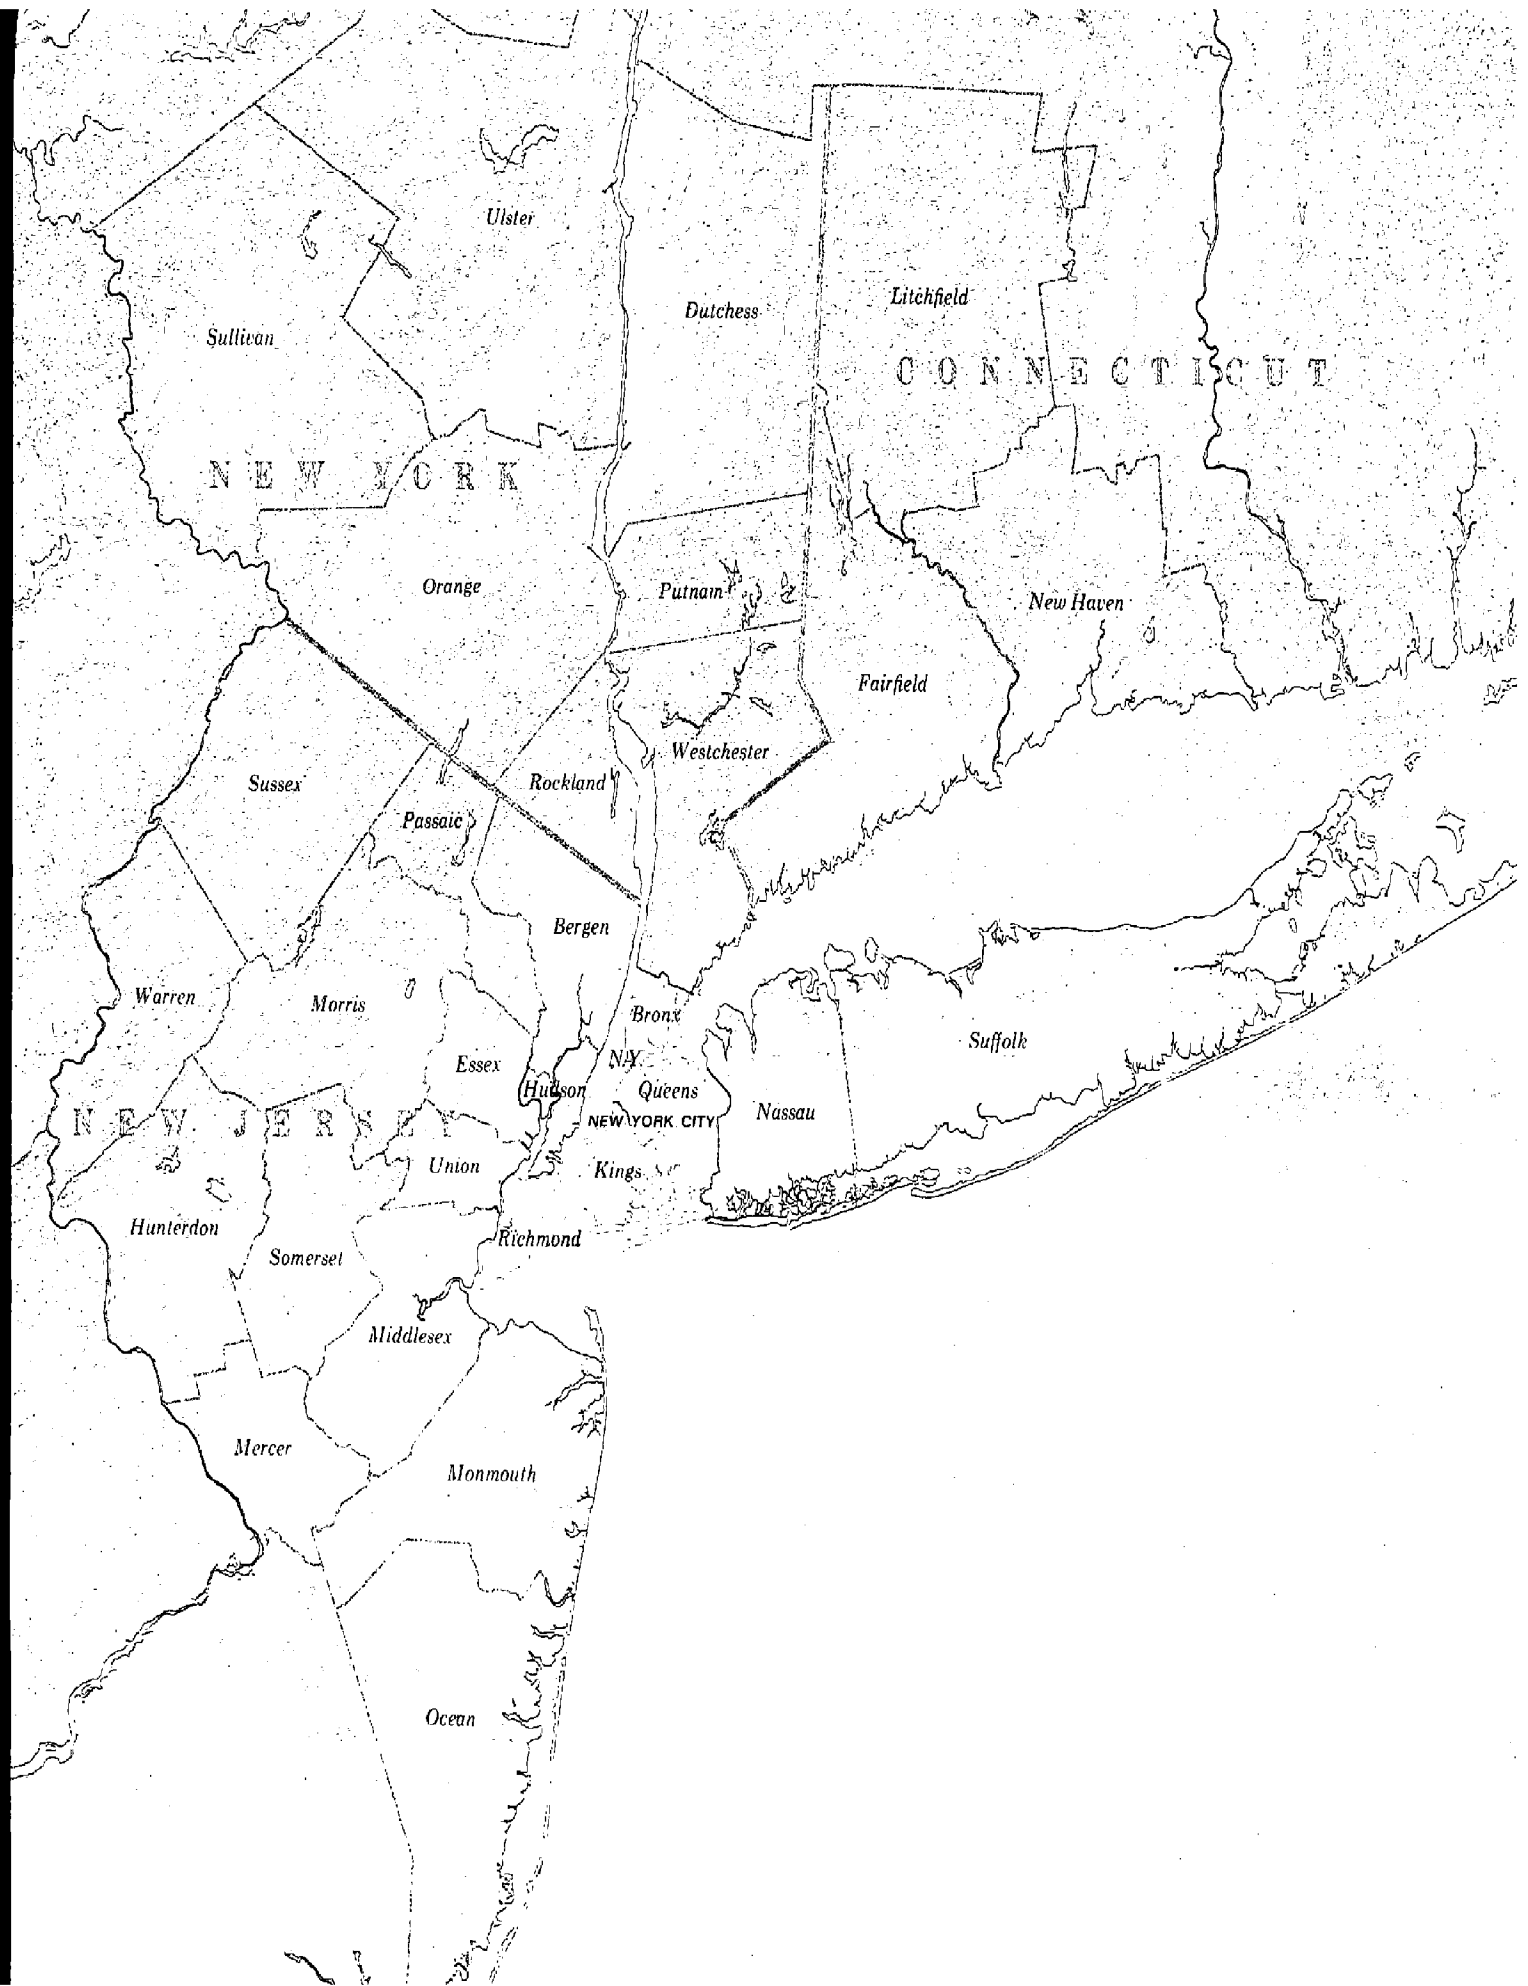 Ulster
Litchfield
Dutchess
Sullivan
CONNECTICUT
NEW YORK
Orange
Putnam
New Haven
Fairfield
Westchester
Sussex
Rockland
Passaic
Bergen
Warren
Morris
Bronx
Suffolk
N.Y.
Essex
Hudson
Queens
Nassau
NEW JERSEY
NEW YORK CITY
Union
Kings
Hunterdon
Richmond
Somerset
Middlesex
Mercer
Monmouth
Ocean